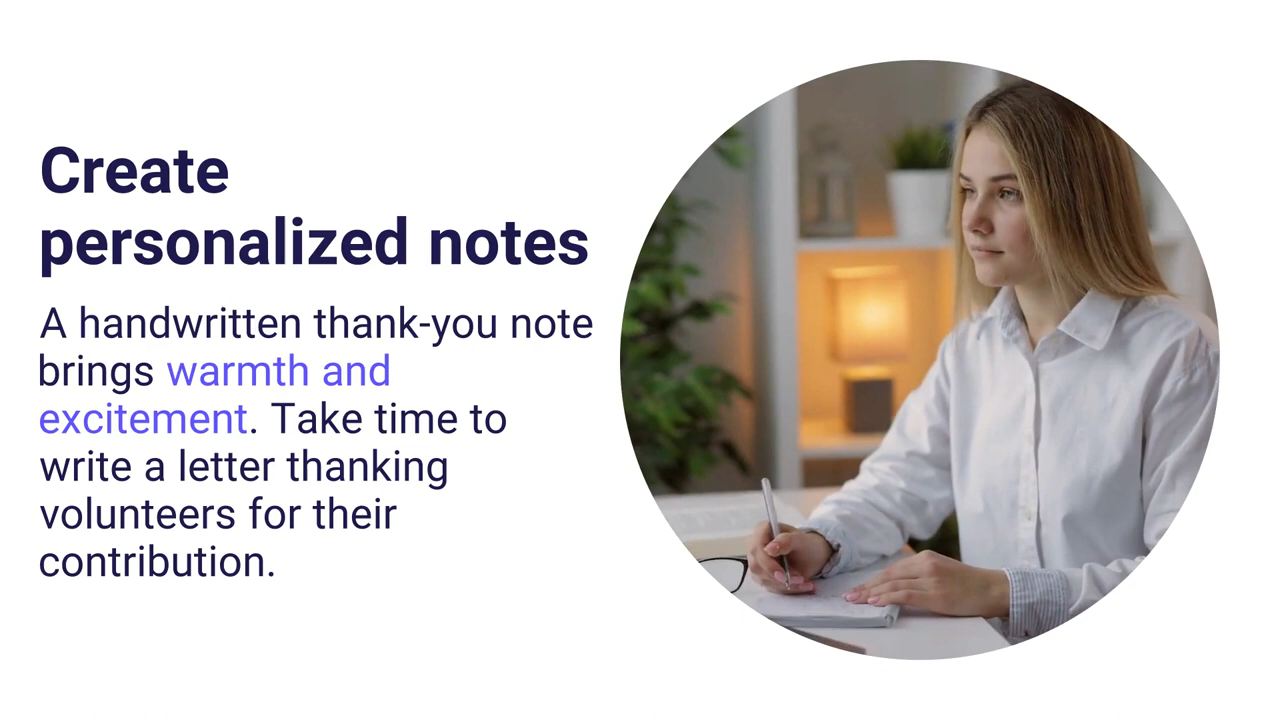 Create
personalized notes
A handwritten thank-you note
brings warmth and
excitement. Take time to
write a letter thanking
volunteers for their
contribution.